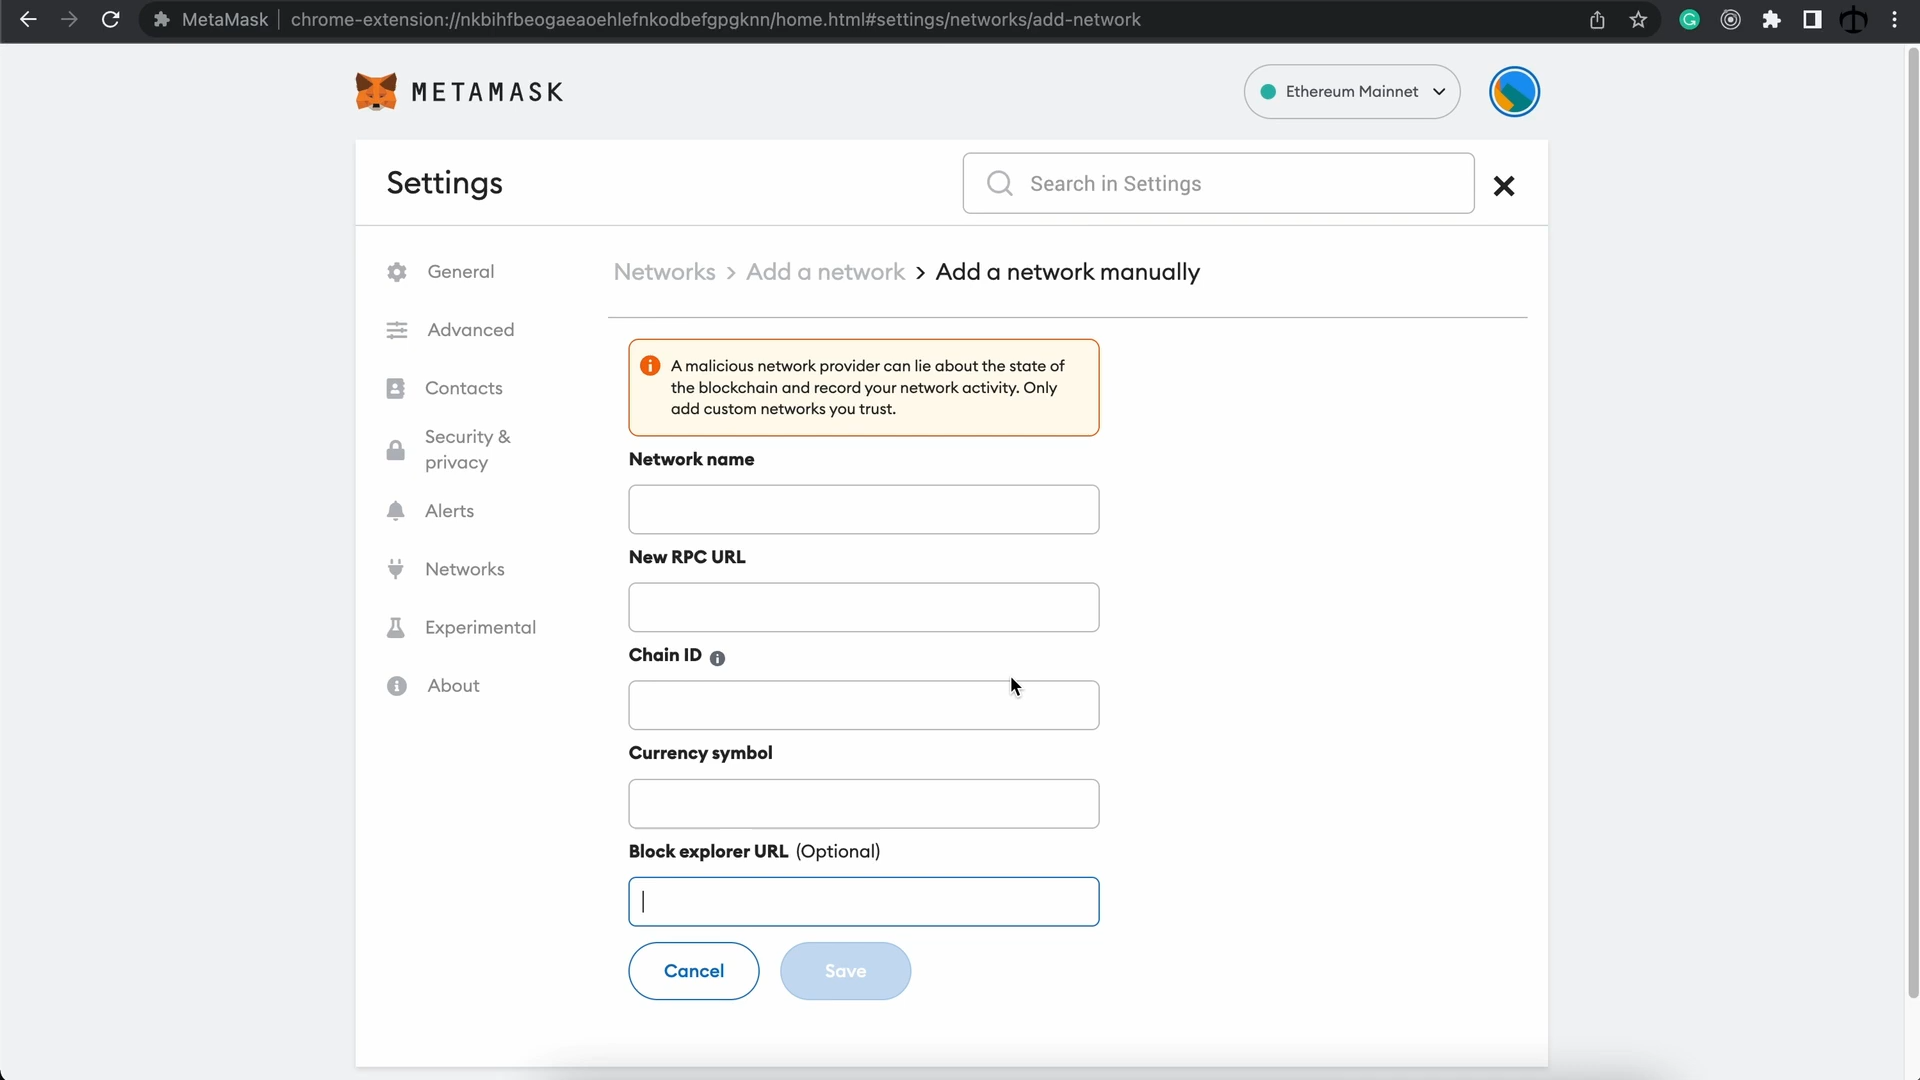 MetaMask | chrome-extension://nkbihfbeogaeaoehlefnkodbefgpgknn/home.html#settings/networks/add-network
METAMASK
Ethereum Mainnet
Settings
Search in Settings
General
Advanced
Contacts
Security &
privacy
Alerts
Networks
Experimental
About
Networks > Add a network > Add a network manually
A malicious network provider can lie about the state of
the blockchain and record your network activity. Only
add custom networks you trust.
Network name
New RPC URL
Chain ID
Currency symbol
Block explorer URL (Optional)
Cancel
Save